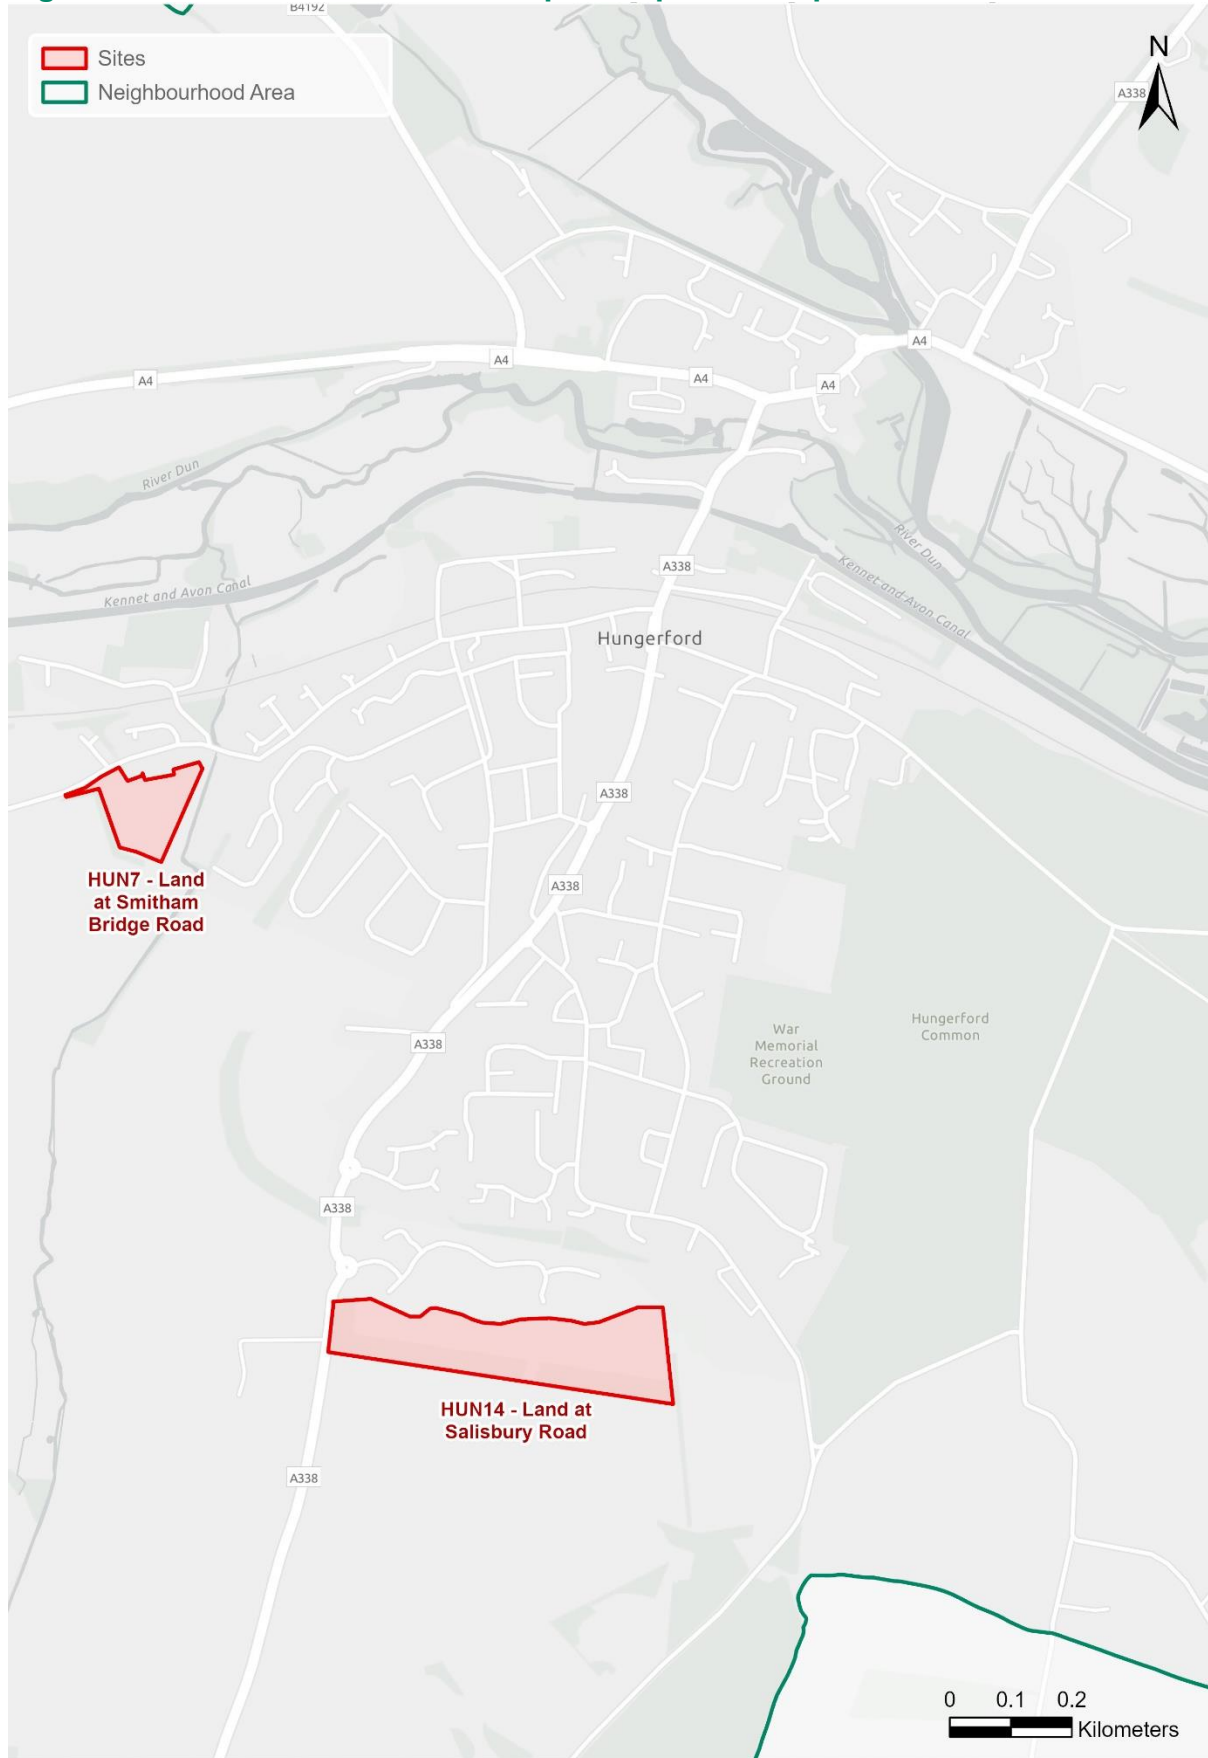 B4192
Sites
Neighbourhood Area
N
A338
A4
A4
A4
A4
A4
River Dun
River Dun
Kennet and Avon Canal
Kennet and Avon Canal
A338
Hungerford
A338
HUN7 - Land
at Smitham
Bridge Road
A338
War
Memorial
Recreation
Ground
Hungerford
Common
A338
A338
HUN14 - Land at
Salisbury Road
A338
0 0.1 0.2
Kilometers